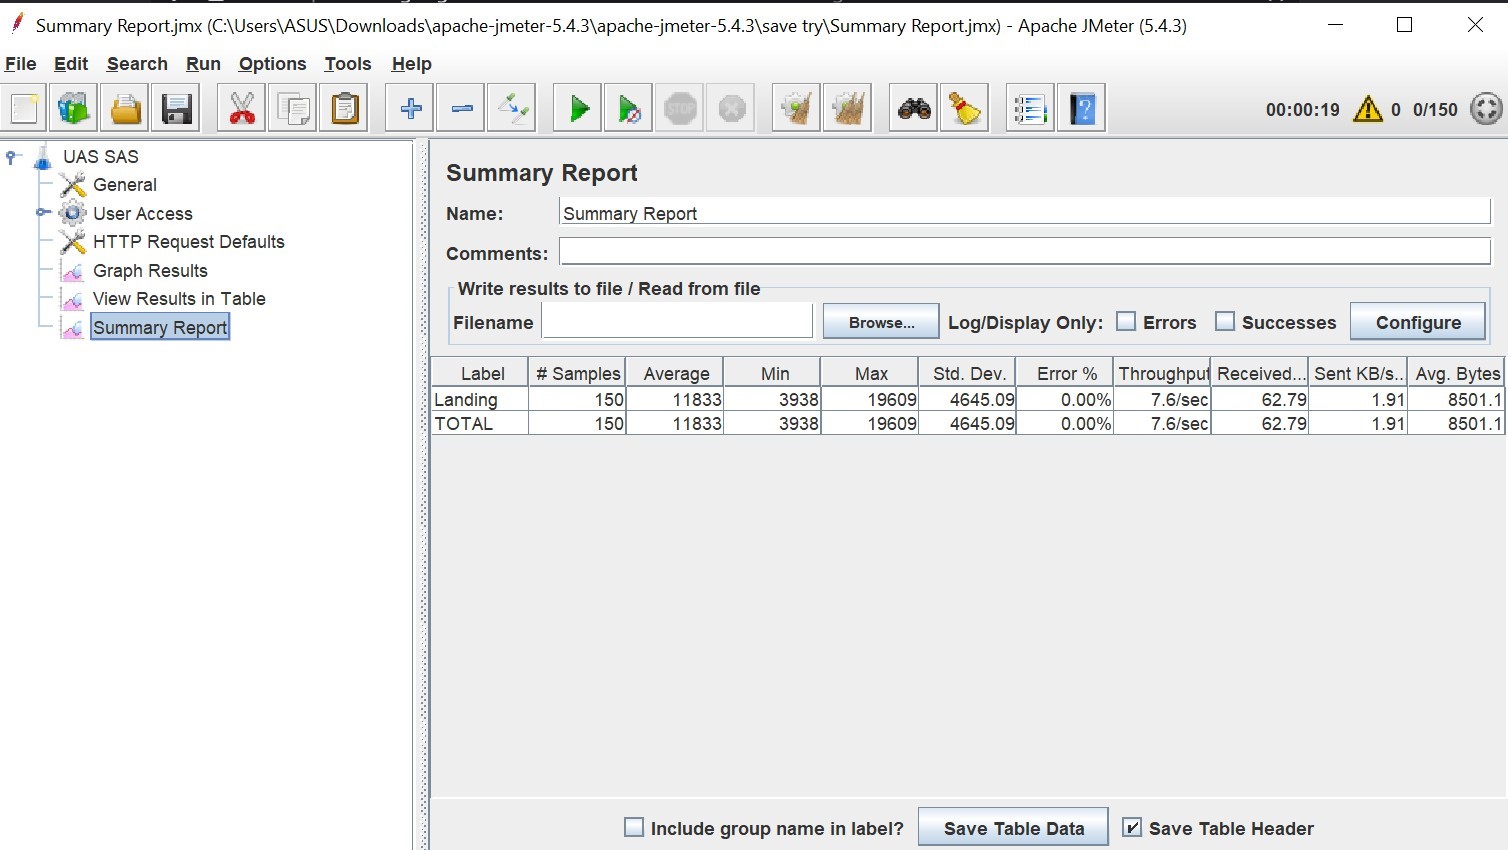 Summary Report.jmx (C:\Users\ASUS\Downloads\apache-jmeter-5.4.3\apache-jmeter-5.4.3\save try\Summary Report.jmx) - Apache JMeter (5.4.3)
File Edit Search Run Options Tools Help
STOP ? 00:00:19 0 0/150
UAS SAS
General
User Access
HTTP Request Defaults
Graph Results
View Results in Table
Summary Report
Summary Report
Name: Summary Report
Comments:
Write results to file / Read from file
Filename Browse... Log/Display Only: Errors Successes Configure
Label # Samples Average Min Max Std. Dev. Error % Throughput Received... Sent KB/s... Avg. Bytes
Landing 150 11833 3938 19609 4645.09 0.00% 7.6/sec 62.79 1.91 8501.1
TOTAL 150 11833 3938 19609 4645.09 0.00% 7.6/sec 62.79 1.91 8501.1
Include group name in label? Save Table Data Save Table Header